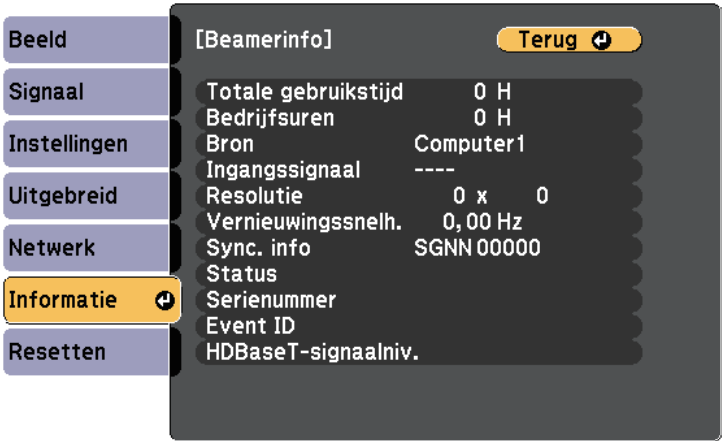 Beeld
Signaal
Instellingen
Uitgebreid
Netwerk
Informatie
Resetten
[Beamerinfo]
Terug
Totale gebruikstijd 0 H
Bedrijfsuren 0 H
Bron Computer1
Ingangssignaal ----
Resolutie 0 x 0
Vernieuwingssnelh. 0,00 Hz
Sync. info SGNN 00000
Status
Serienummer
Event ID
HDBaseT-signaalniv.